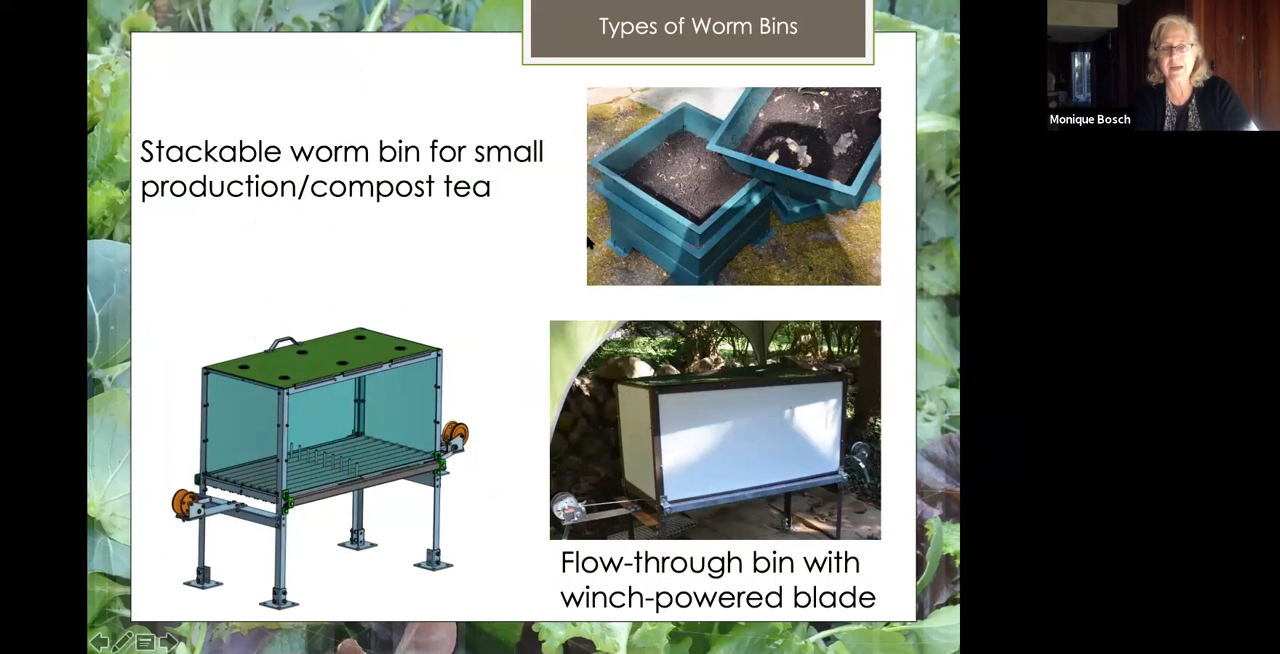 Types of Worm Bins
Monique Bosch
Stackable worm bin for small
production/compost tea
Flow-through bin with
winch-powered blade